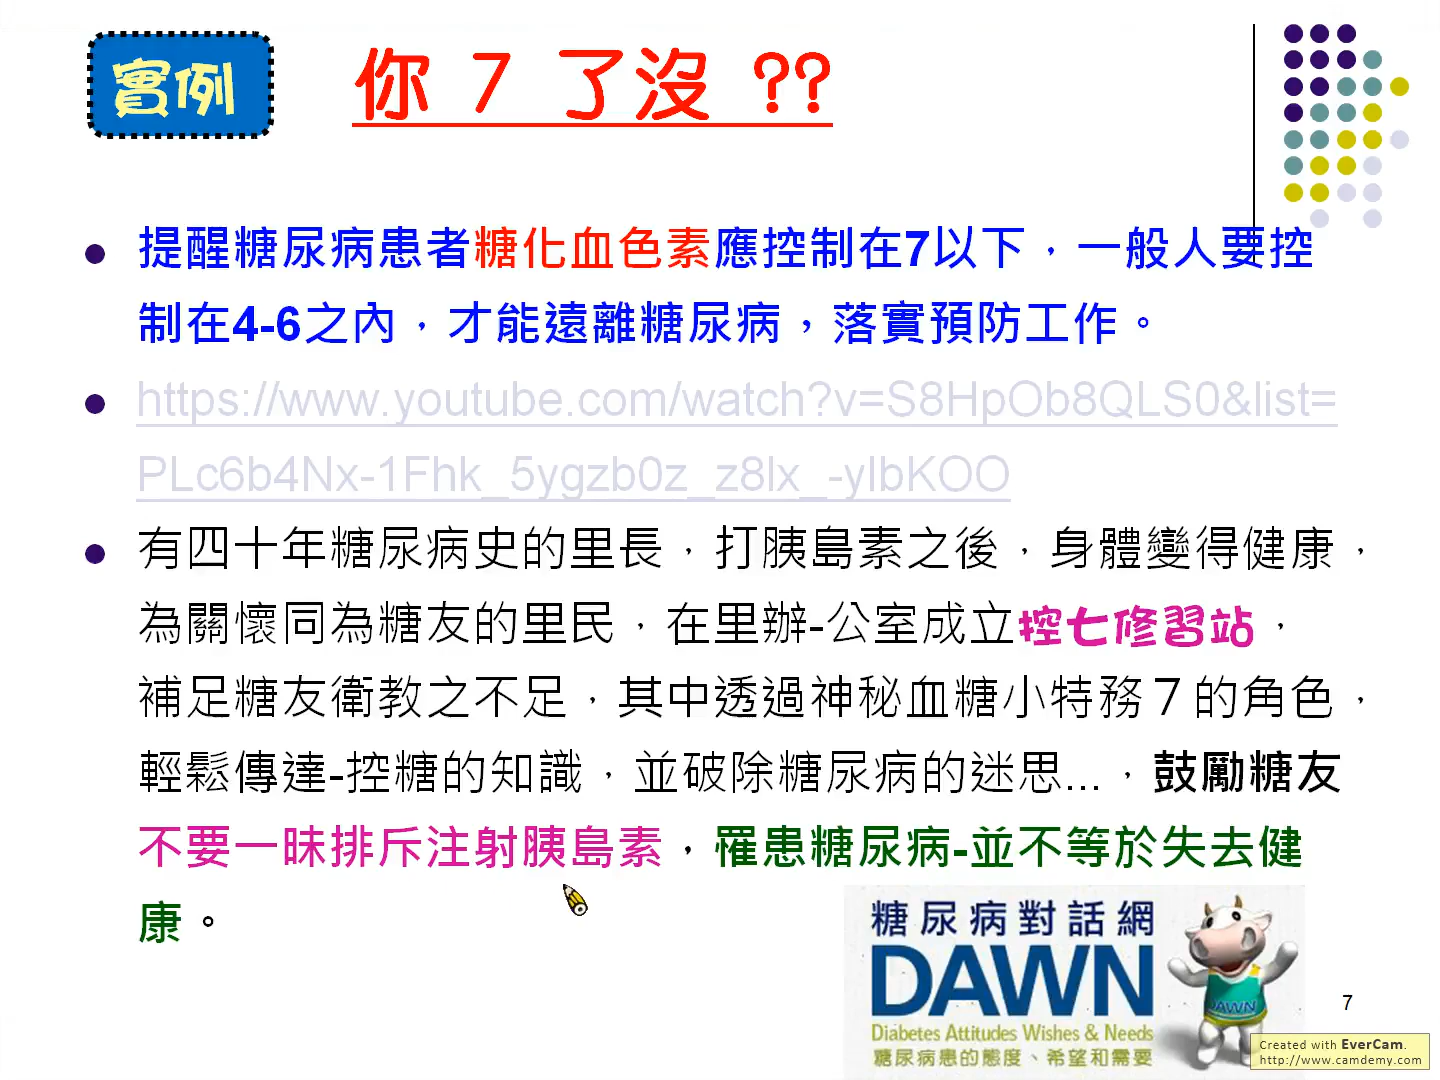 實例
你 7 了沒 ??
提醒糖尿病患者糖化血色素應控制在7以下，一般人要控
制在4-6之內，才能遠離糖尿病，落實預防工作。
https://www.youtube.com/watch?v=S8HpOb8QLS0&list=
PLc6b4Nx-1Fhk_5ygzb0z_z8lx_-ylbKOO
有四十年糖尿病史的里長，打胰島素之後，身體變得健康，
為關懷同為糖友的里民，在里辦-公室成立控七修習站，
補足糖友衛教之不足，其中透過神秘血糖小特務７的角色，
輕鬆傳達-控糖的知識，並破除糖尿病的迷思...，鼓勵糖友
不要一昧排斥注射胰島素，罹患糖尿病-並不等於失去健
康。
糖尿病對話網
DAWN
Diabetes Attitudes Wishes & Needs
糖尿病患的態度、希望和需要
DAWN
7
Created with EverCam.
http://www.camdemy.com